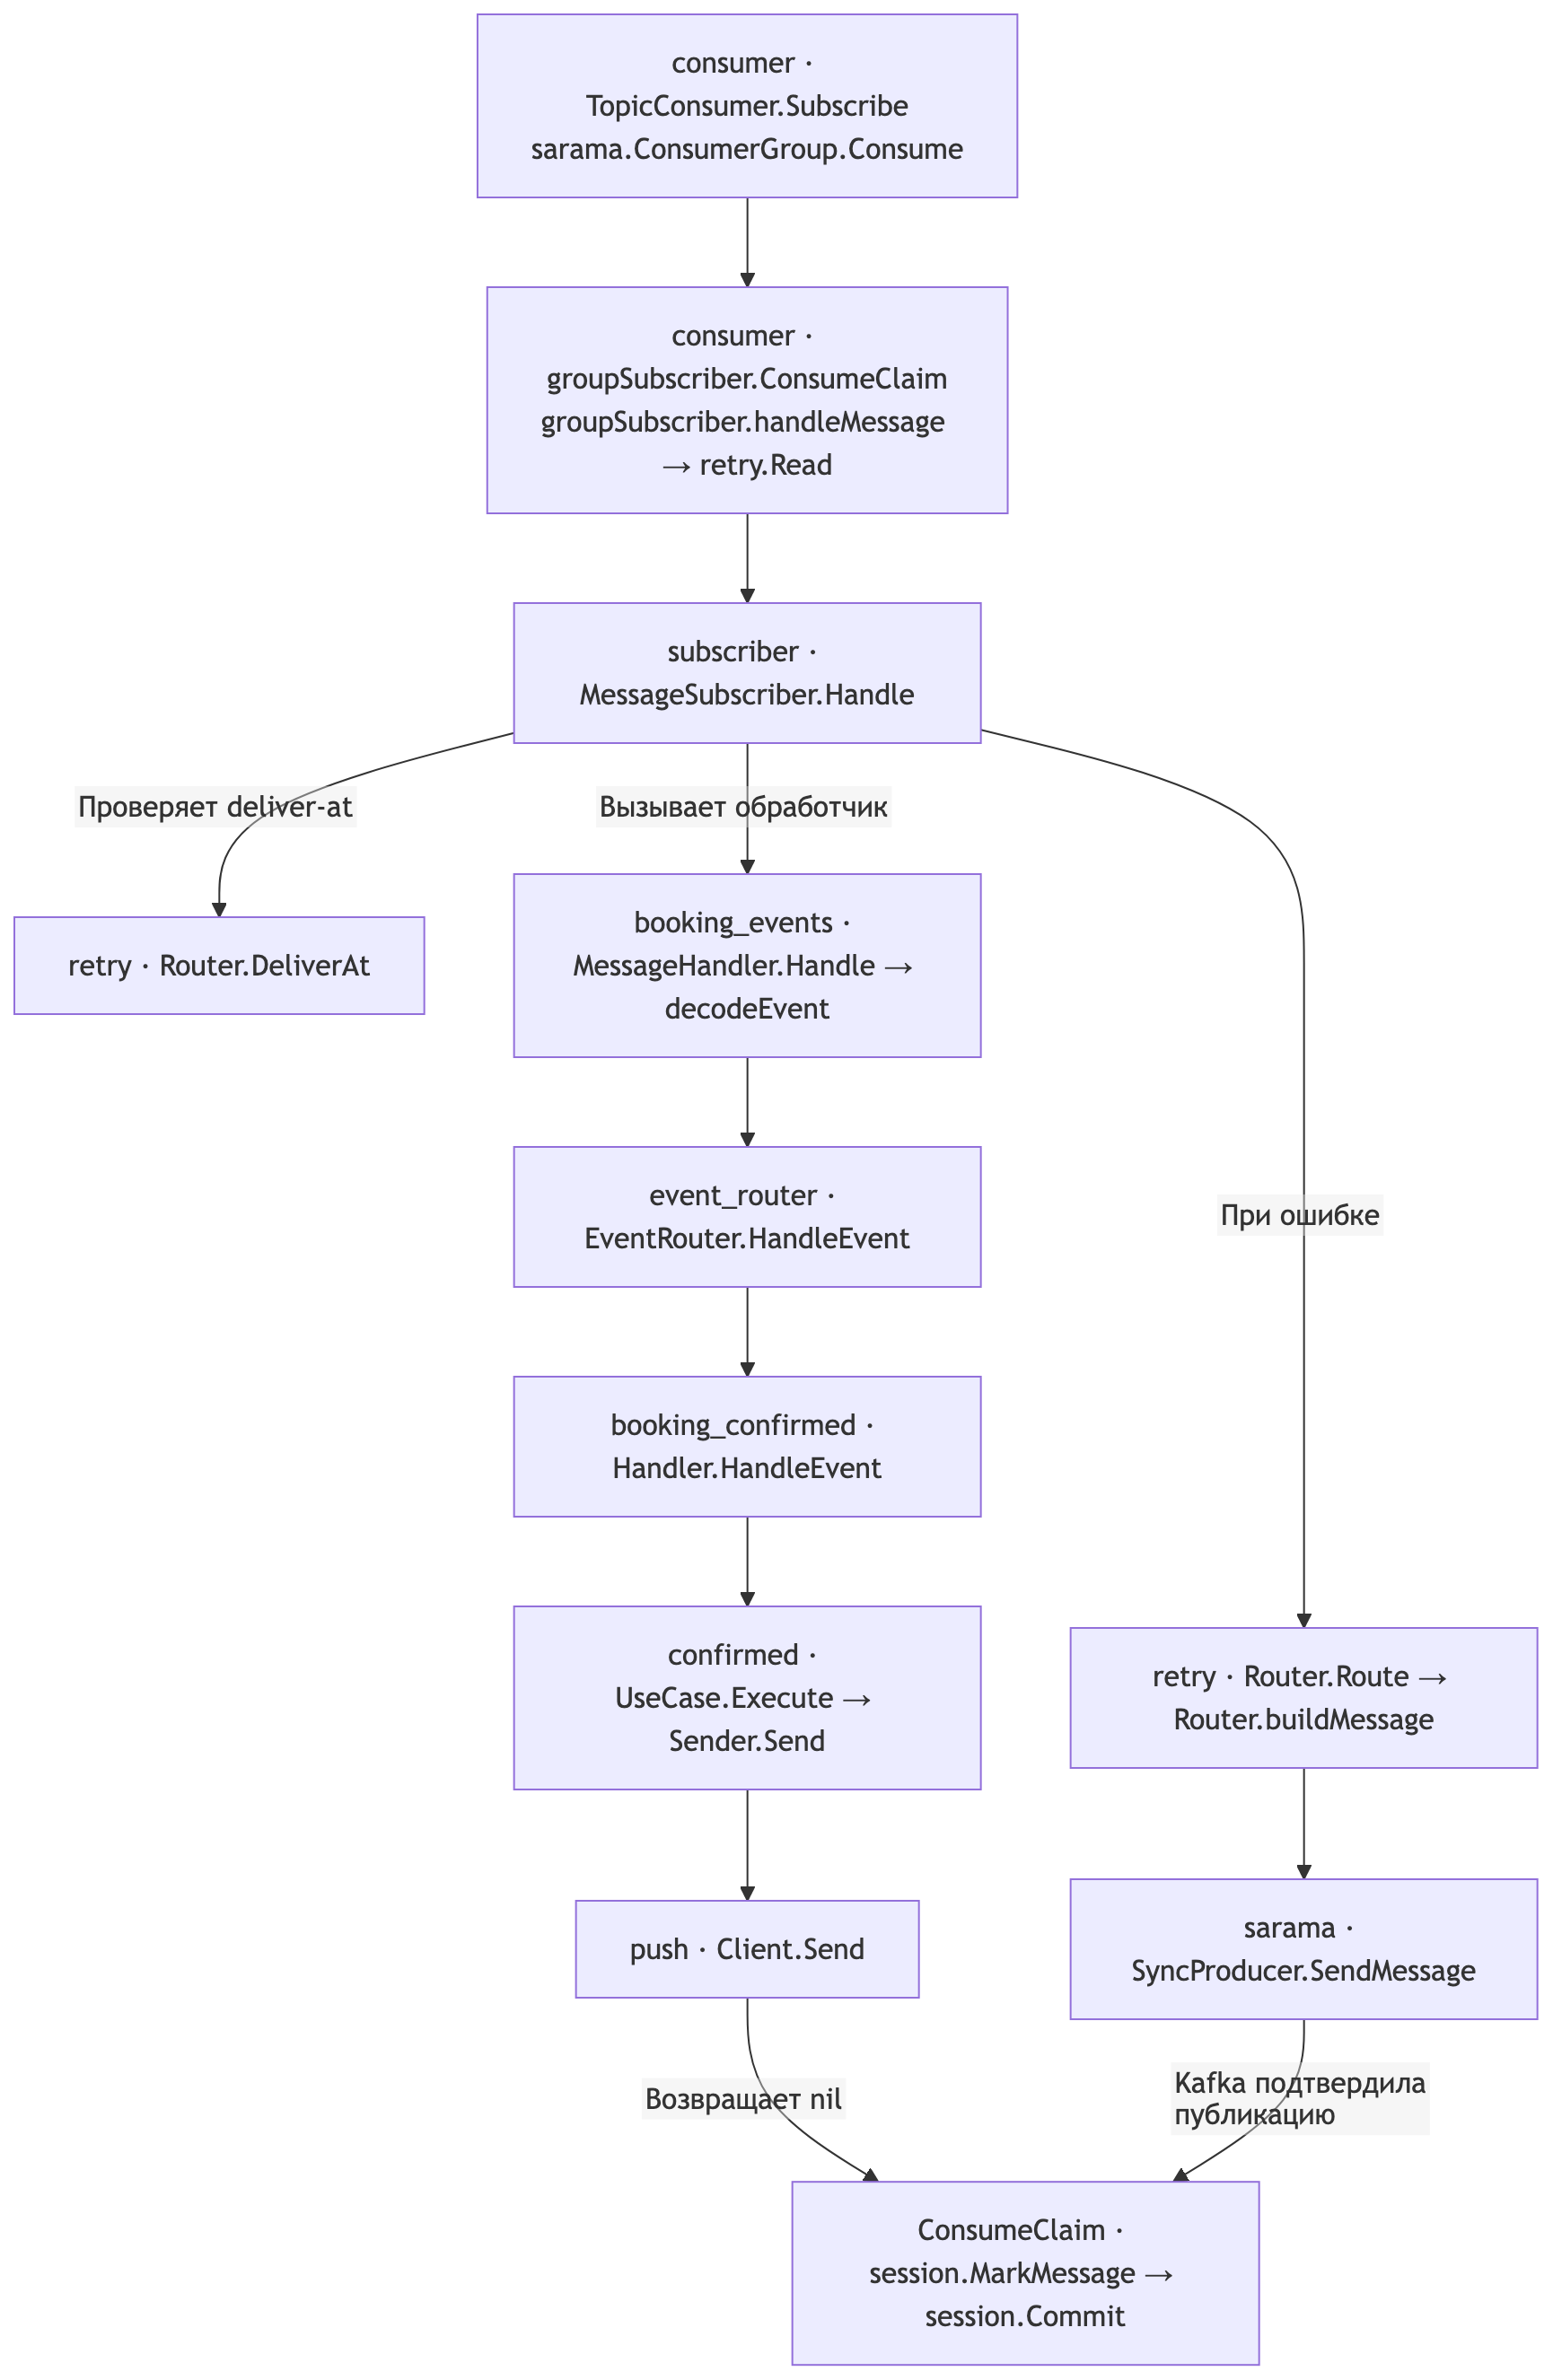 consumer ·
TopicConsumer.Subscribe
sarama.ConsumerGroup.Consume
consumer ·
groupSubscriber.ConsumeClaim
groupSubscriber.handleMessage
→ retry.Read
subscriber ·
MessageSubscriber.Handle
Проверяет deliver-at
Вызывает обработчик
retry · Router.DeliverAt
booking_events ·
MessageHandler.Handle →
decodeEvent
event_router ·
EventRouter.HandleEvent
При ошибке
booking_confirmed ·
Handler.HandleEvent
confirmed ·
UseCase.Execute →
Sender.Send
retry · Router.Route →
Router.buildMessage
push · Client.Send
sarama ·
SyncProducer.SendMessage
Возвращает nil
Kafka подтвердила
публикацию
ConsumeClaim ·
session.MarkMessage →
session.Commit